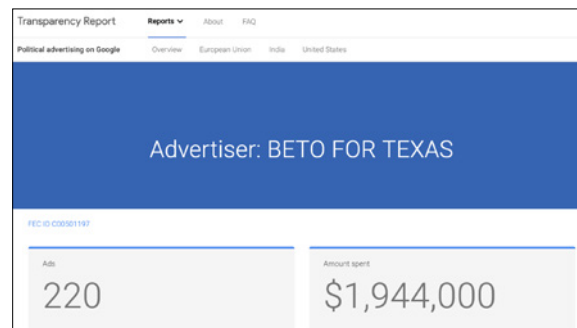 Transparency Report Reports About FAQ
Political advertising on Google Overview European Union India United States
Advertiser: BETO FOR TEXAS
FEC ID C00501197
Ads
220
Amount spent
$1,944,000